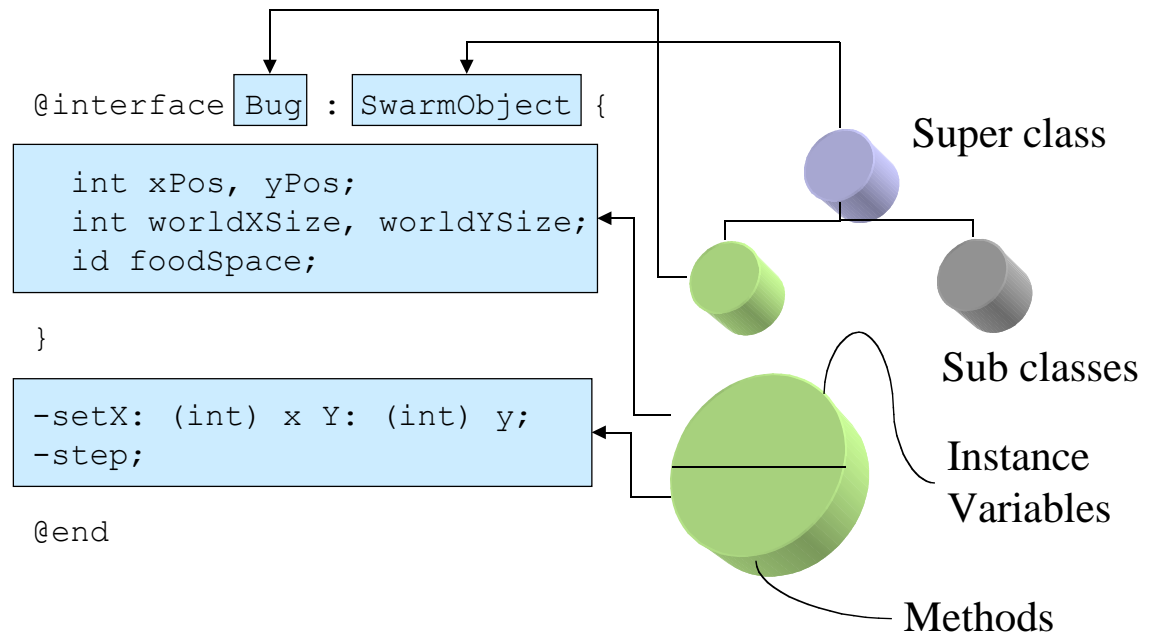 @interface Bug : SwarmObject {
int xPos, yPos;
int worldXSize, worldYSize;
id foodSpace;
}
-setX: (int) x Y: (int) y;
-step;
@end
Super class
Sub classes
Instance
Variables
Methods